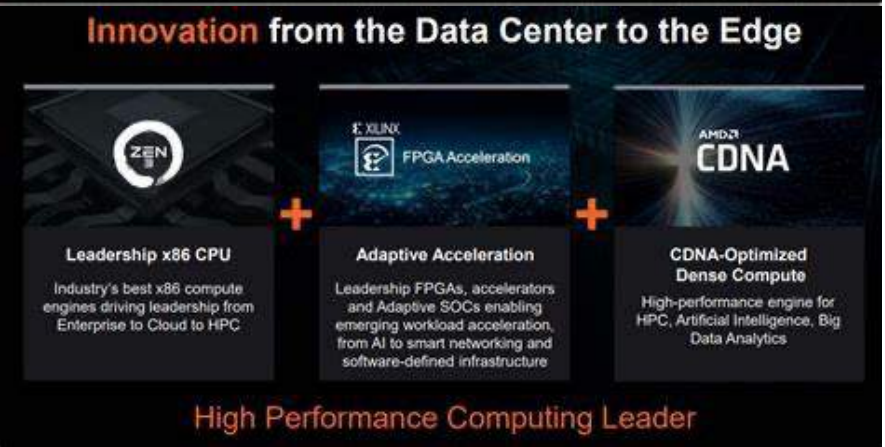 Innovation from the Data Center to the Edge
ZEN
3
Leadership x86 CPU
Industry's best x86 compute
engines driving leadership from
Enterprise to Cloud to HPC
+
XILINX
FPGA Acceleration
Adaptive Acceleration
Leadership FPGAs, accelerators
and Adaptive SOCs enabling
emerging workload acceleration,
from AI to smart networking and
software-defined infrastructure
+
AMD
CDNA
CDNA-Optimized
Dense Compute
High-performance engine for
HPC, Artificial Intelligence, Big
Data Analytics
High Performance Computing Leader